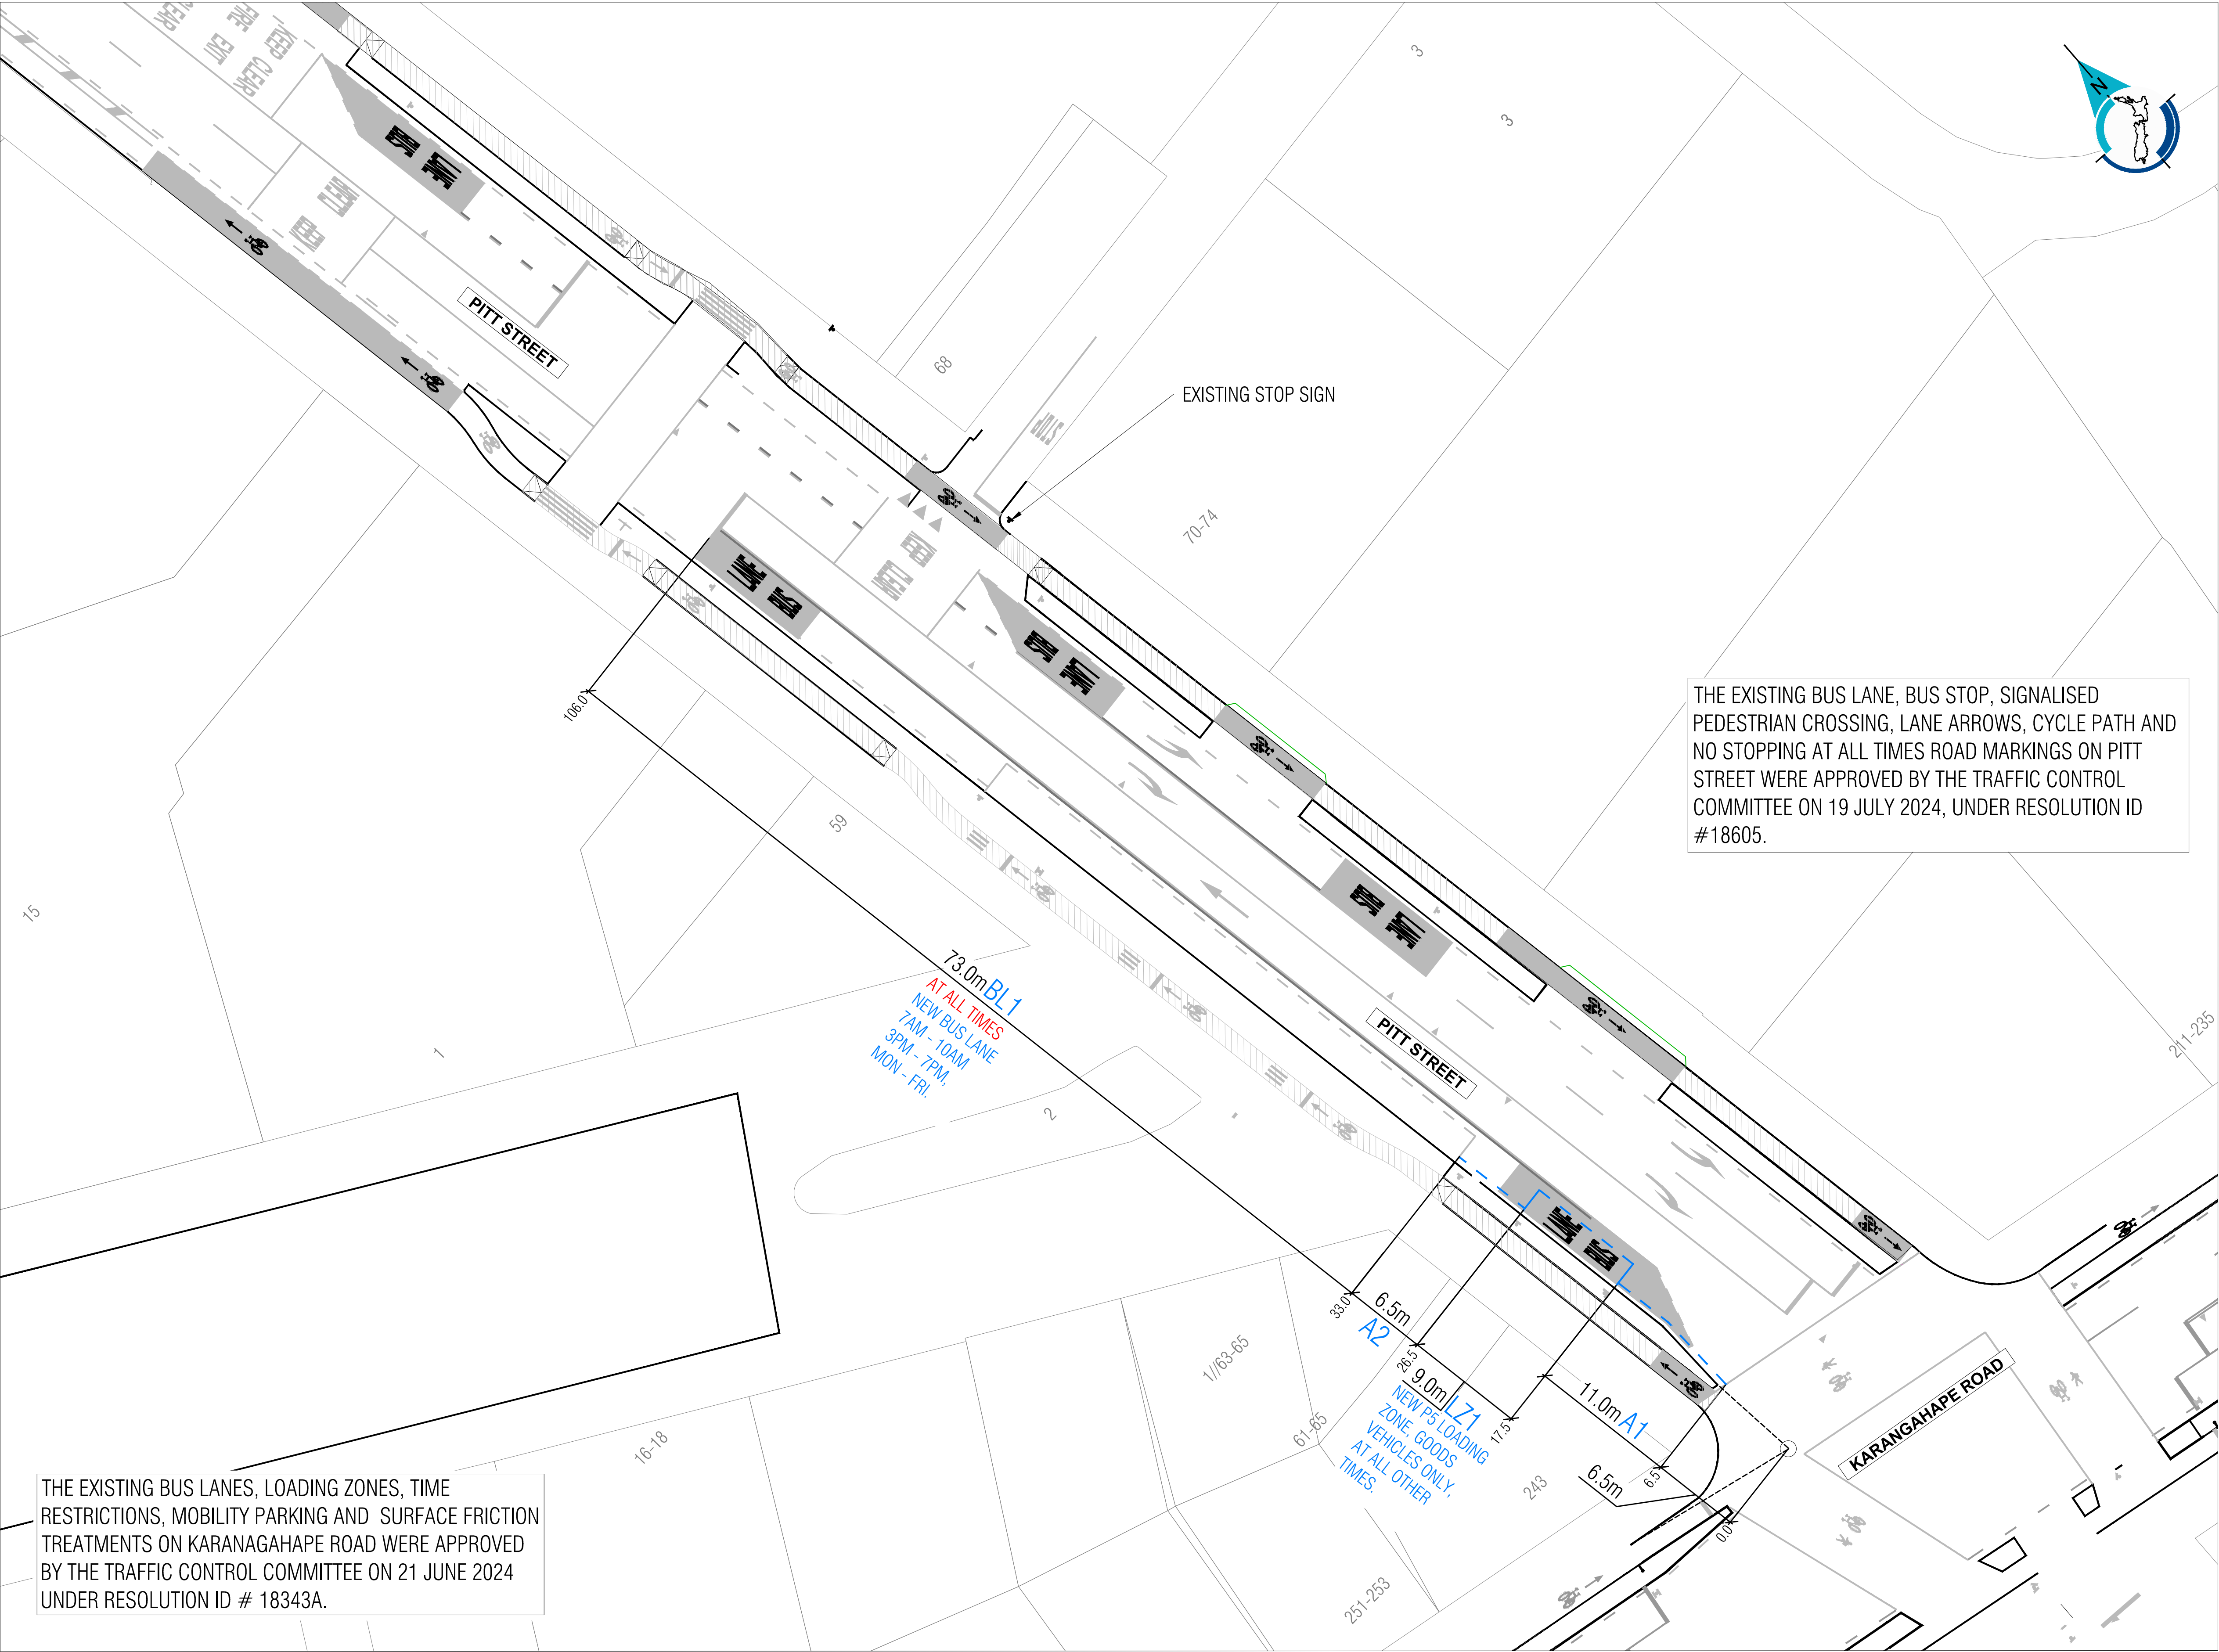 KEEP CLEAR
FIRE EXIT
CLEAR
N
3
3
BUS
LANE
PITT STREET
68
EXISTING STOP SIGN
STOP
70-74
LANE
BUS
BUS
LANE
106.0
THE EXISTING BUS LANE, BUS STOP, SIGNALISED
PEDESTRIAN CROSSING, LANE ARROWS, CYCLE PATH AND
NO STOPPING AT ALL TIMES ROAD MARKINGS ON PITT
STREET WERE APPROVED BY THE TRAFFIC CONTROL
COMMITTEE ON 19 JULY 2024, UNDER RESOLUTION ID
#18605.
59
15
BUS
LANE
73.0m BL1
AT ALL TIMES
NEW BUS LANE
7AM - 10AM
3PM - 7PM,
MON - FRI.
1
2
PITT STREET
211-235
LANE
BUS
33.0
6.5m
A2
26.5
9.0m LZ1
NEW P5 LOADING
ZONE, GOODS
VEHICLES ONLY,
AT ALL OTHER
TIMES.
17.5
11.0m A1
6.5
6.5m
0.0
1//63-65
61-65
243
251-253
16-18
KARANGAHAPE ROAD
THE EXISTING BUS LANES, LOADING ZONES, TIME
RESTRICTIONS, MOBILITY PARKING AND SURFACE FRICTION
TREATMENTS ON KARANAGAHAPE ROAD WERE APPROVED
BY THE TRAFFIC CONTROL COMMITTEE ON 21 JUNE 2024
UNDER RESOLUTION ID # 18343A.